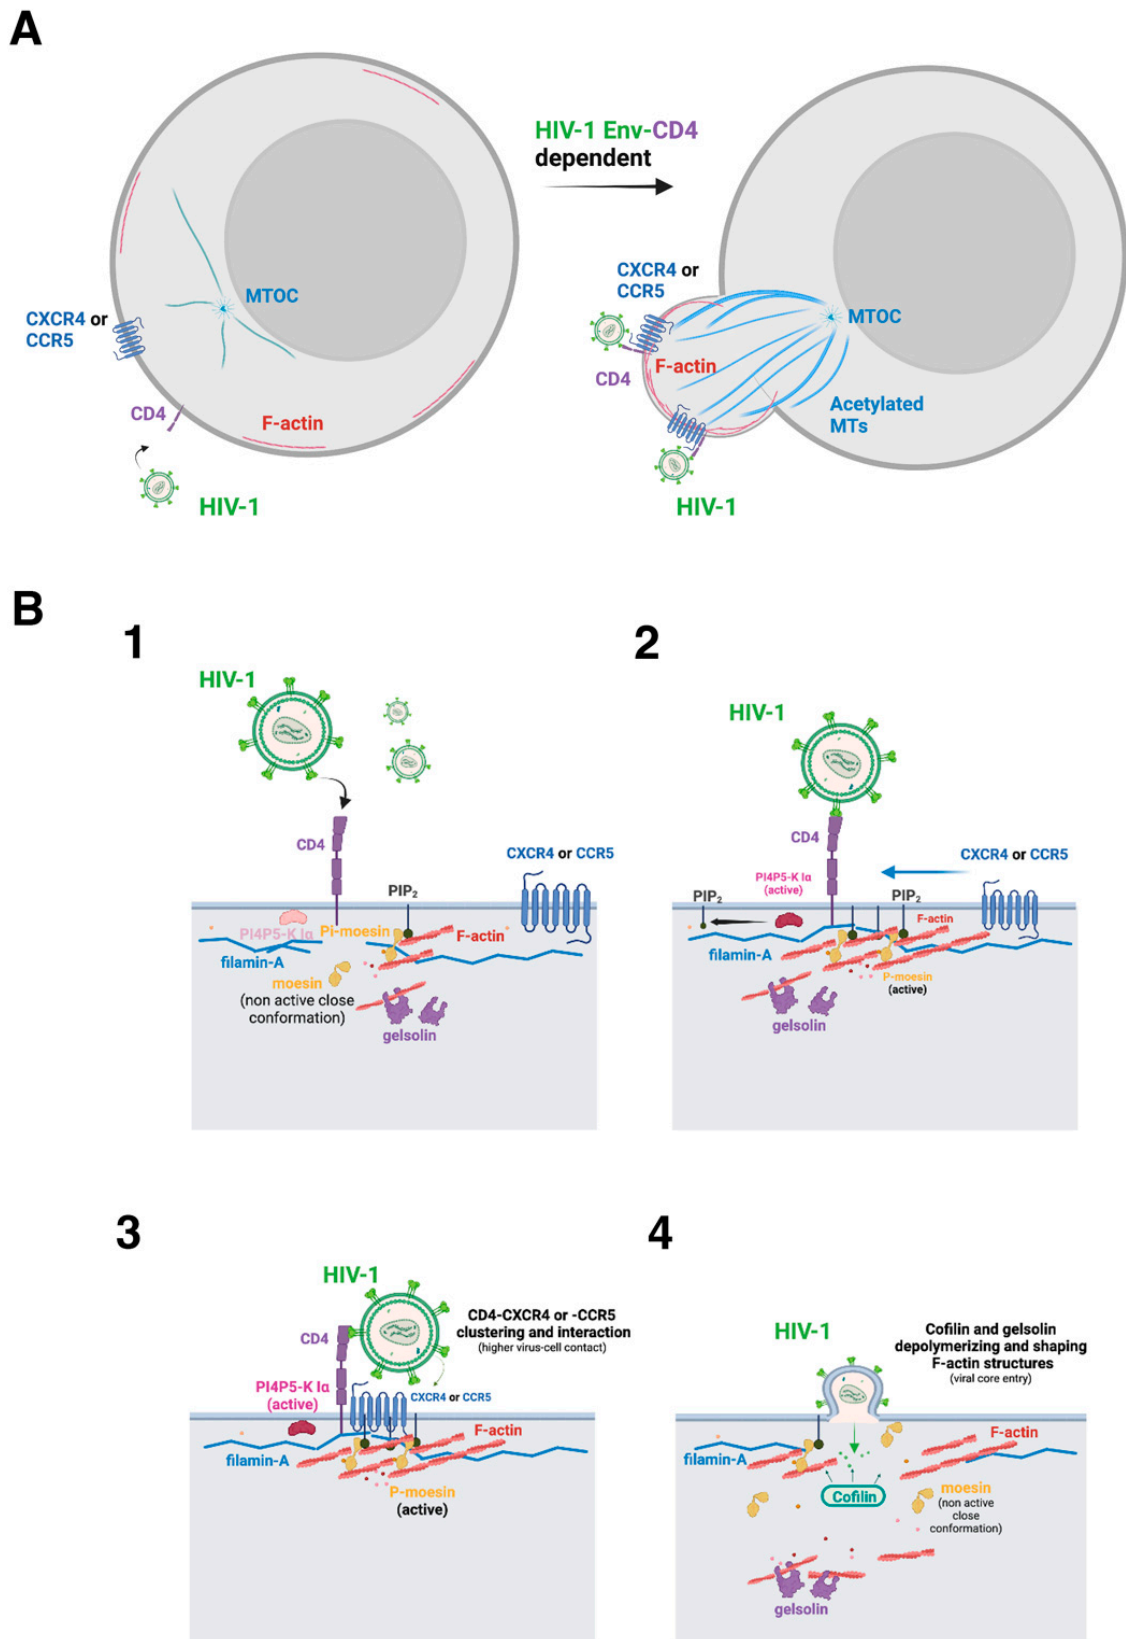 A
HIV-1 Env-CD4
dependent
CXCR4 or
CCR5
MTOC
CD4
F-actin
HIV-1
CXCR4 or
CCR5
MTOC
F-actin
CD4
Acetylated
MTs
HIV-1
B
1
HIV-1
CD4
CXCR4 or CCR5
PIP2
PI4P5-K Iα
Pi-moesin
F-actin
filamin-A
moesin
(non active close
conformation)
gelsolin
2
HIV-1
CD4
CXCR4 or CCR5
PI4P5-K Iα
(active)
PIP2
PIP2
F-actin
filamin-A
P-moesin
(active)
gelsolin
3
HIV-1
CD4
CD4-CXCR4 or -CCR5
clustering and interaction
(higher virus-cell contact)
PI4P5-K Iα
(active)
CXCR4 or CCR5
F-actin
filamin-A
P-moesin
(active)
4
HIV-1
Cofilin and gelsolin
depolymerizing and shaping
F-actin structures
(viral core entry)
F-actin
filamin-A
Cofilin
moesin
(non active
close
conformation)
gelsolin